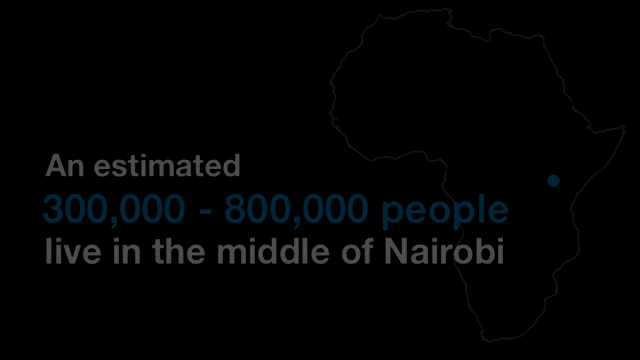 An estimated
300,000 - 800,000 people
live in the middle of Nairobi